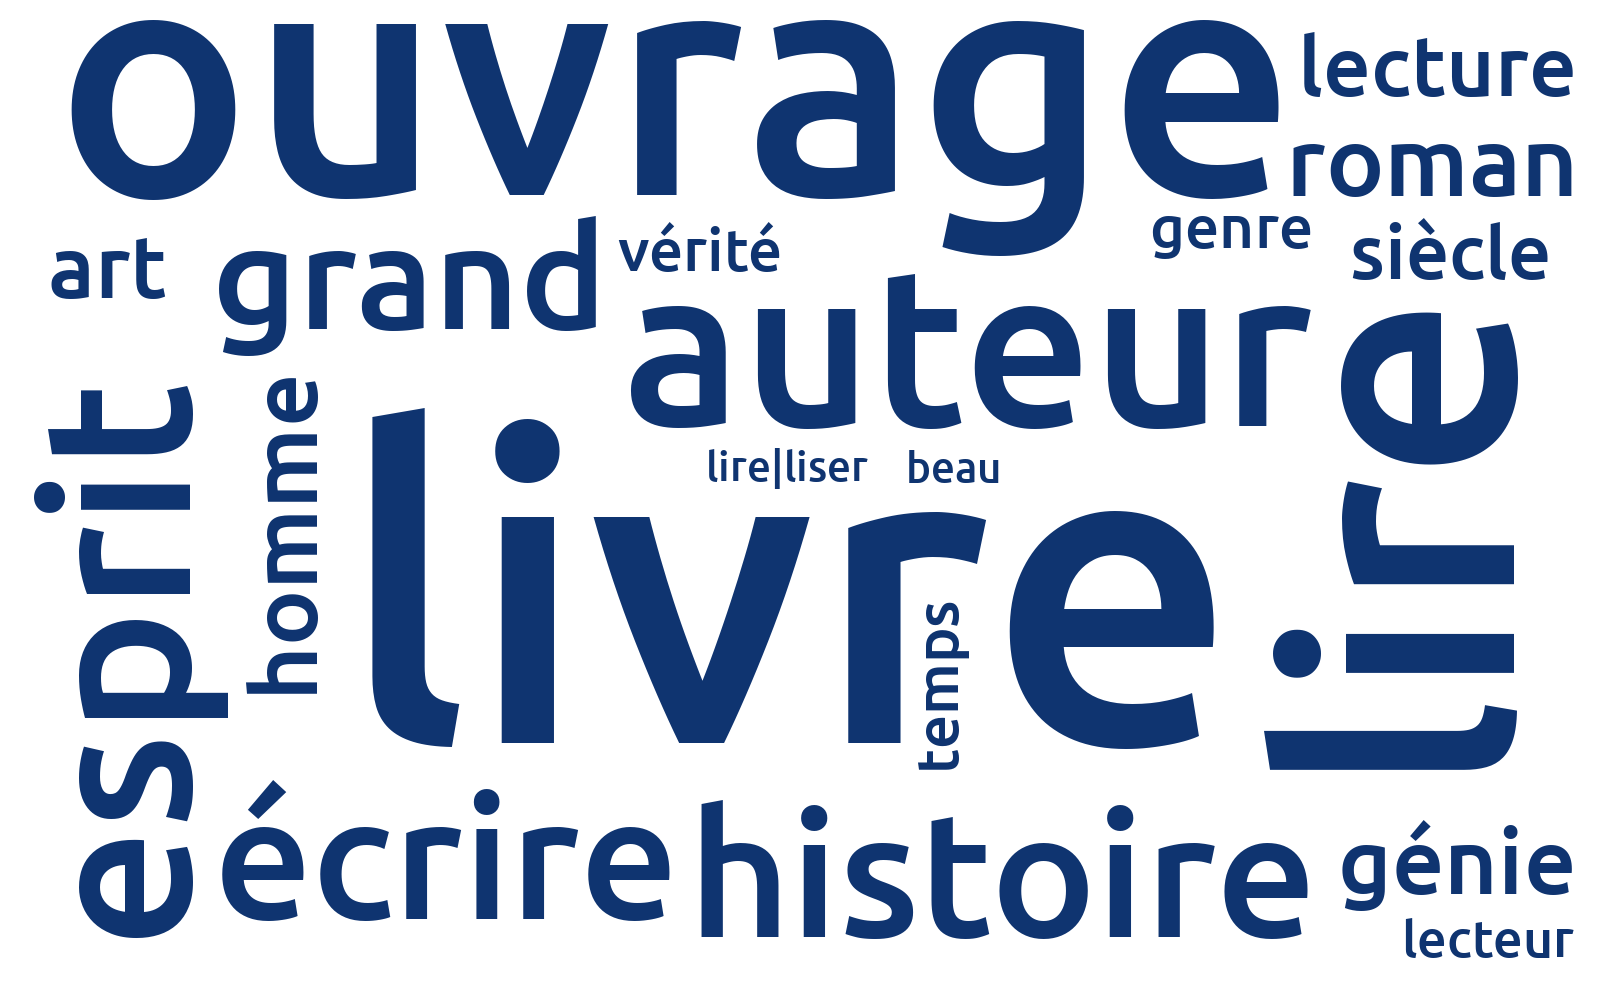 ouvrage
lecture
roman
art
grand
vérité
genre
siècle
auteur
lire
esprit
homme
livre
lire|liser
beau
temps
écrire
histoire
génie
lecteur